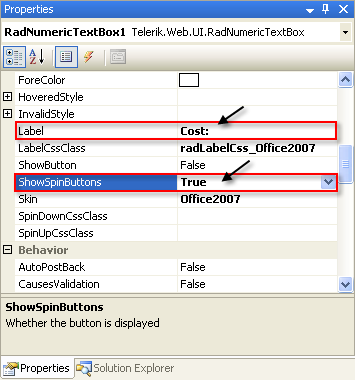 Properties
RadNumericTextBox1 Telerik.Web.UI.RadNumericTextBox
ForeColor
HoveredStyle
InvalidStyle
Label Cost:
LabelCssClass radLabelCss_Office2007
ShowButton False
ShowSpinButtons True
Skin Office2007
SpinDownCssClass
SpinUpCssClass
Behavior
AutoPostBack False
CausesValidation False
ShowSpinButtons
Whether the button is displayed
Properties Solution Explorer